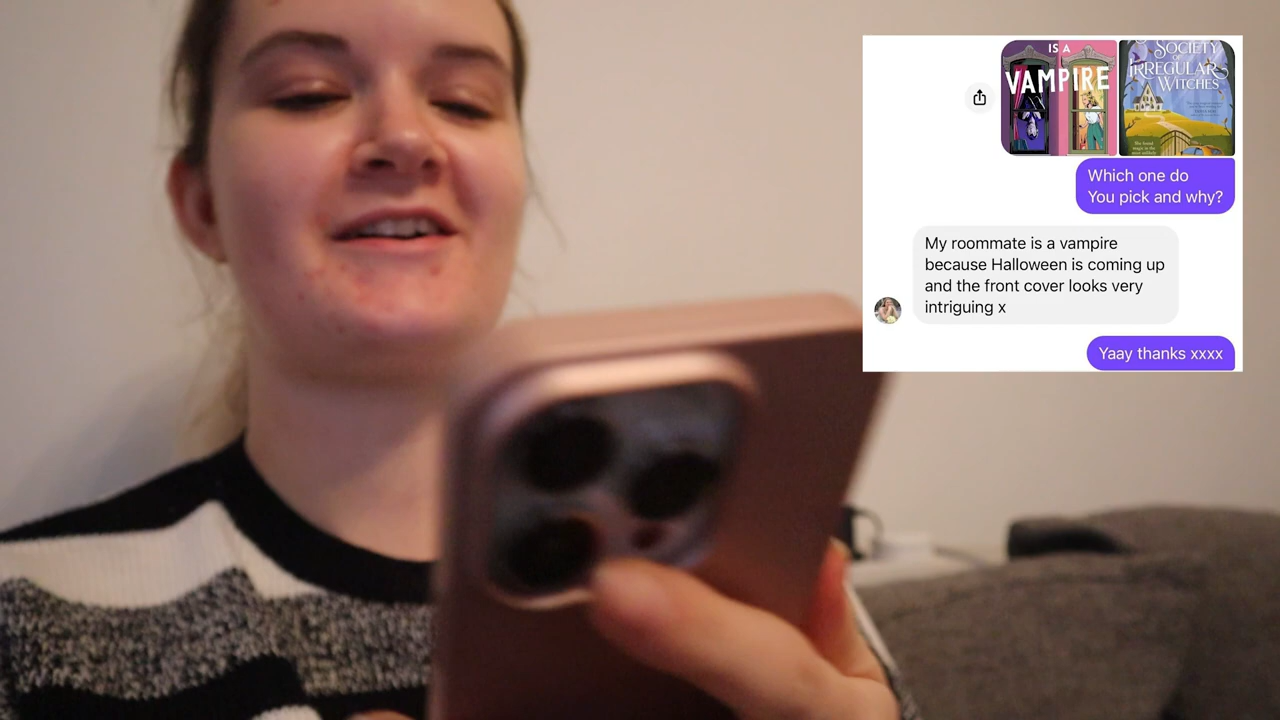 IS A
VAMPIRE
SOCIETY
OF
IRREGULAR
WITCHES
Which one do
You pick and why?
My roommate is a vampire
because Halloween is coming up
and the front cover looks very
intriguing x
Yaay thanks xxxx